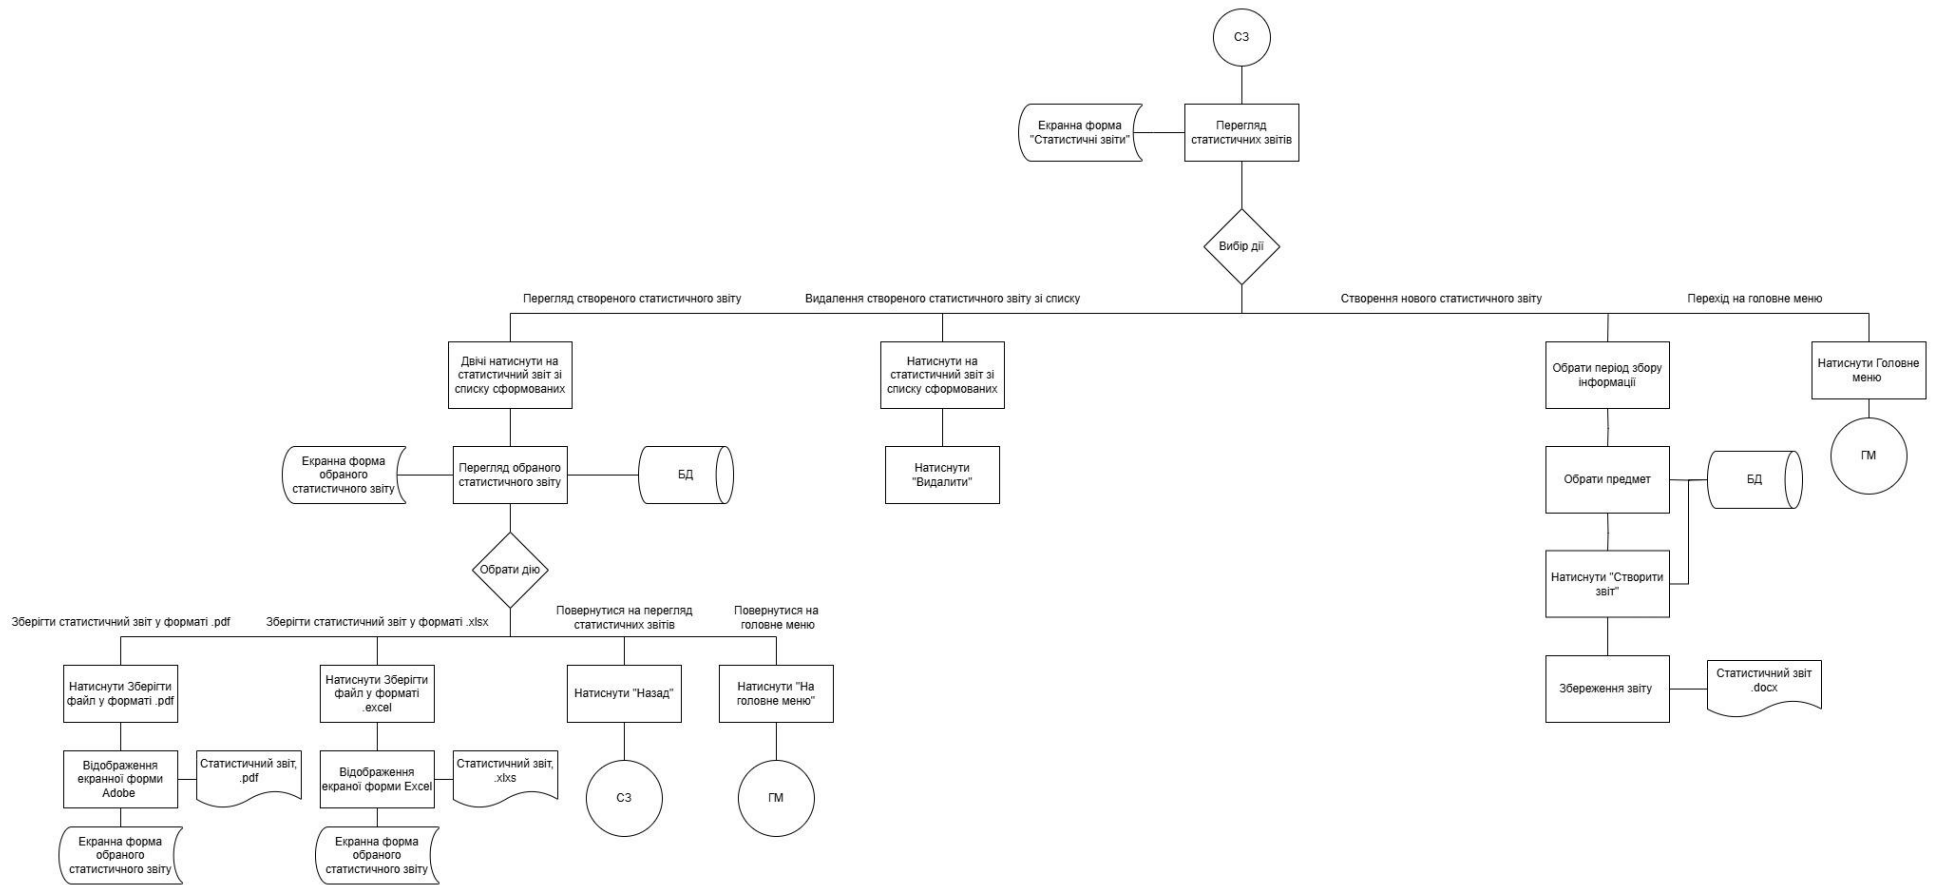 СЗ
Екранна форма
"Статистичні звіти"
Перегляд
статистичних звітів
Вибір дії
Перегляд створеного статистичного звіту
Видалення створеного статистичного звіту зі списку
Створення нового статистичного звіту
Перехід на головне меню
Двічі натиснути на
статистичний звіт зі
списку сформованих
Натиснути на
статистичний звіт зі
списку сформованих
Обрати період збору
інформації
Натиснути Головне
меню
Екранна форма
обраного
статистичного звіту
Перегляд обраного
статистичного звіту
БД
Натиснути
"Видалити"
Обрати предмет
БД
ГМ
Обрати дію
Натиснути "Створити
звіт"
Зберігти статистичний звіт у форматі .pdf
Зберігти статистичний звіт у форматі .xlsx
Повернутися на перегляд
статистичних звітів
Повернутися на
головне меню
Натиснути Зберігти
файл у форматі .pdf
Натиснути Зберігти
файл у форматі
.excel
Натиснути "Назад"
Натиснути "На
головне меню"
Збереження звіту
Статистичний звіт
.docx
Відображення
екранної форми
Adobe
Статистичний звіт,
.pdf
Відображення
екраної форми Excel
Статистичний звіт,
.xlxs
СЗ
ГМ
Екранна форма
обраного
статистичного звіту
Екранна форма
обраного
статистичного звіту